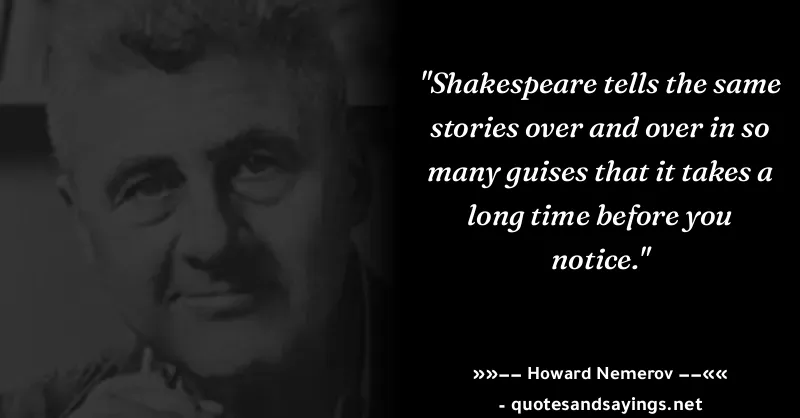 "Shakespeare tells the same
stories over and over in so
many guises that it takes a
long time before you
notice."
»»−− Howard Nemerov −−««
- quotesandsayings.net